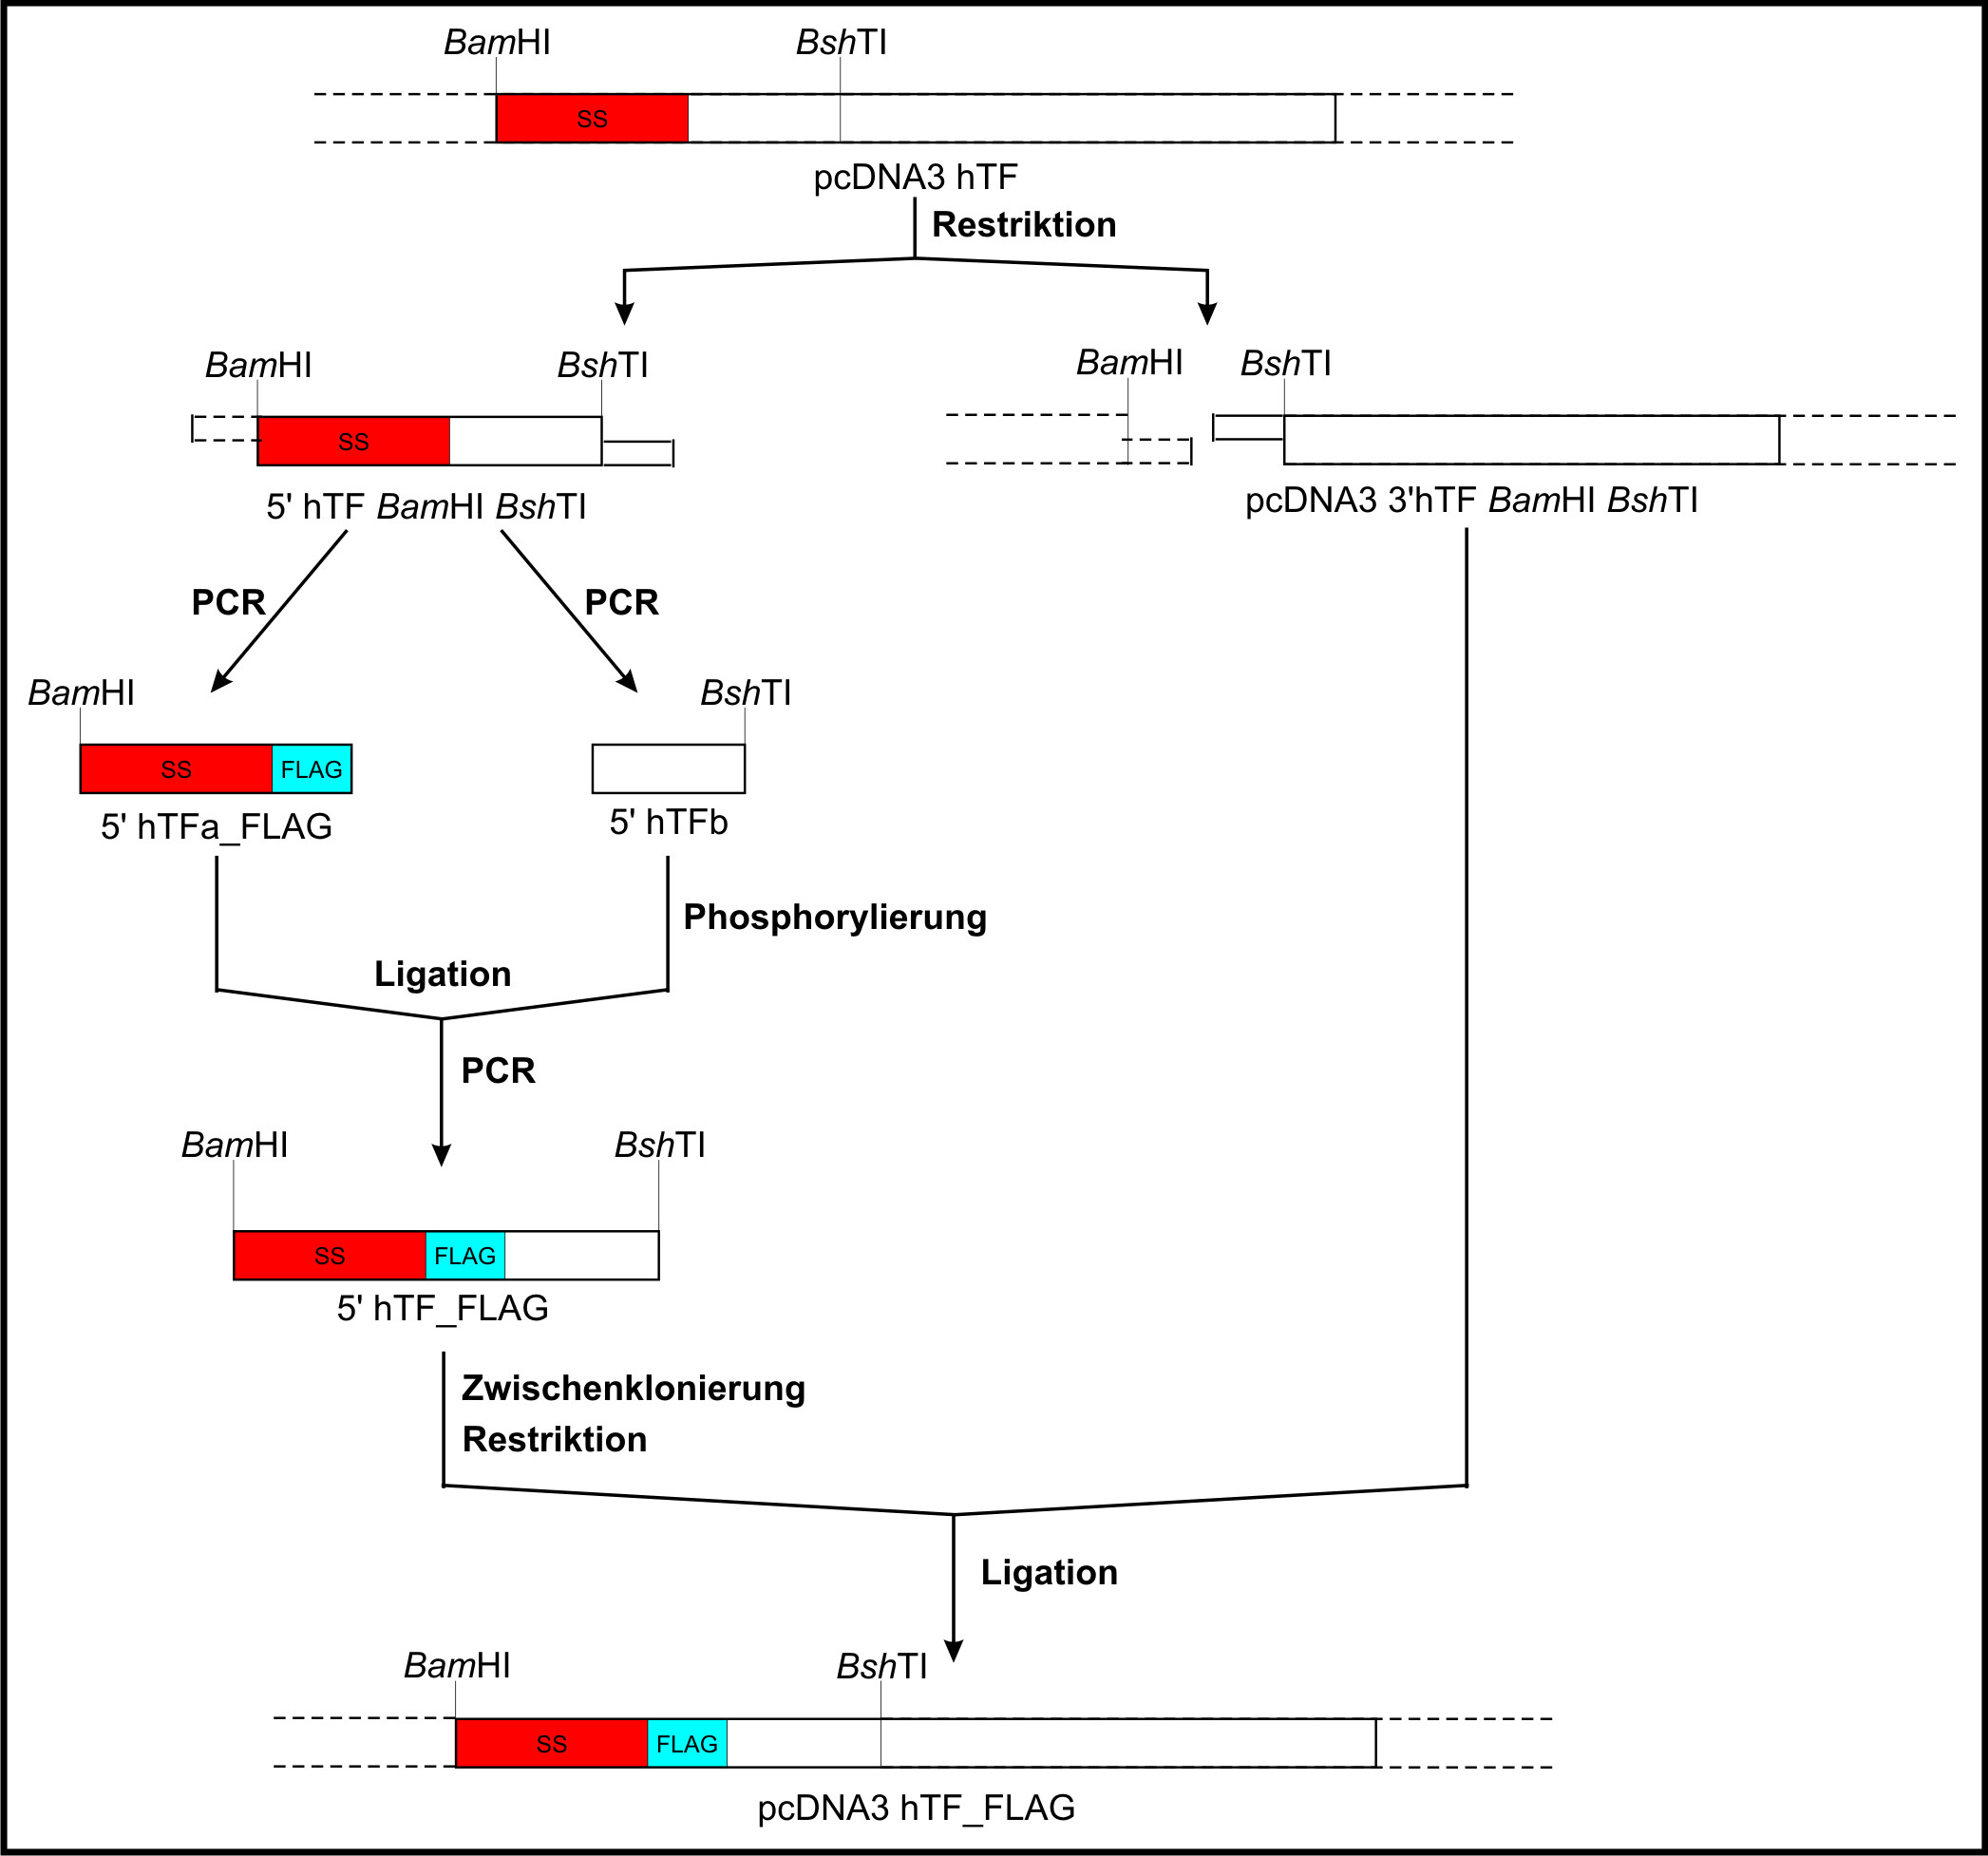 BamHI BshTI
SS
pcDNA3 hTF
Restriktion
BamHI BshTI BamHI BshTI
SS
5' hTF BamHI BshTI pcDNA3 3'hTF BamHI BshTI
PCR PCR
BamHI BshTI
SS FLAG
5' hTFa_FLAG 5' hTFb
Phosphorylierung
Ligation
PCR
BamHI BshTI
SS FLAG
5' hTF_FLAG
Zwischenklonierung
Restriktion
Ligation
BamHI BshTI
SS FLAG
pcDNA3 hTF_FLAG